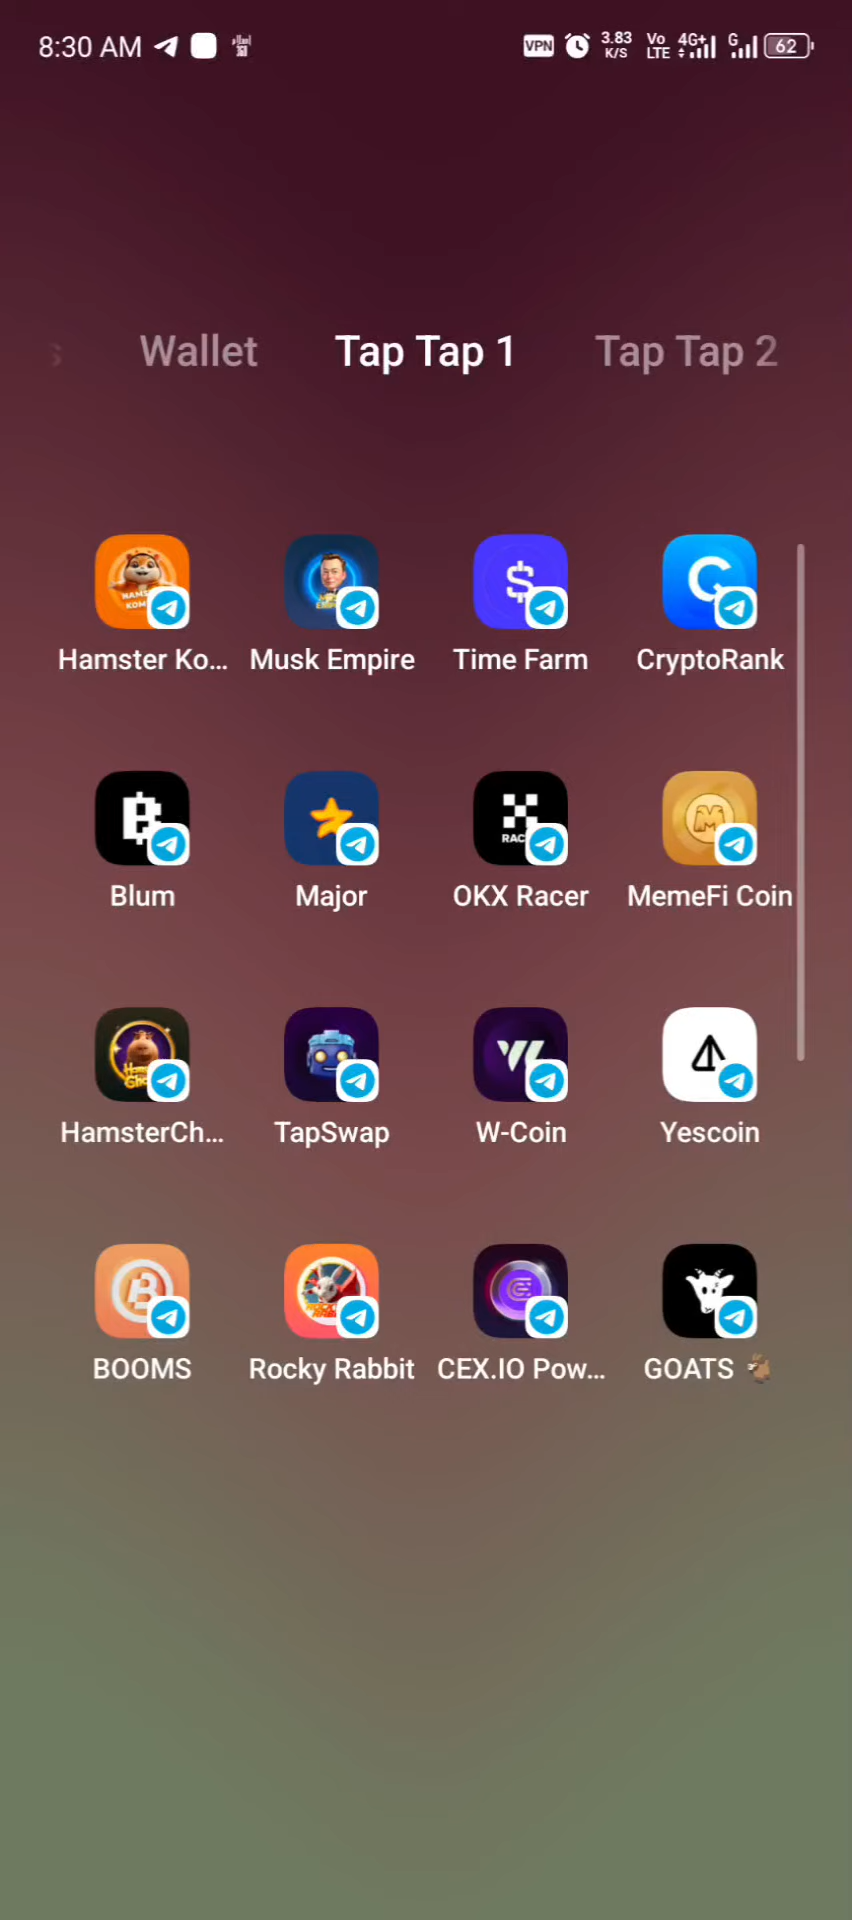 8:30 AM VPN 3.83 K/S Vo LTE 4G+ G 62
Wallet Tap Tap 1 Tap Tap 2
Hamster Ko... Musk Empire Time Farm CryptoRank
RAC
Blum Major OKX Racer MemeFi Coin
HamsterCh... TapSwap W-Coin Yescoin
BOOMS Rocky Rabbit CEX.IO Pow... GOATS